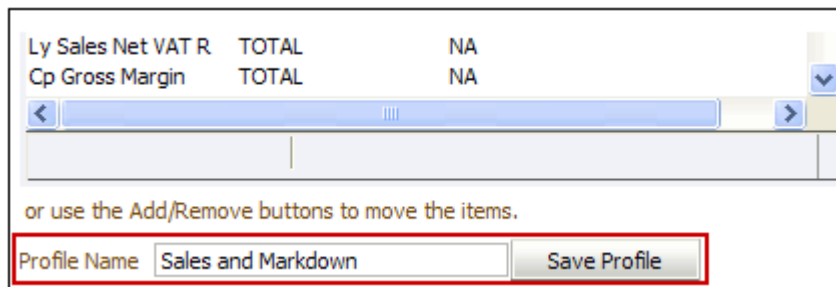 Ly Sales Net VAT R TOTAL NA
Cp Gross Margin TOTAL NA
or use the Add/Remove buttons to move the items.
Profile Name Sales and Markdown Save Profile